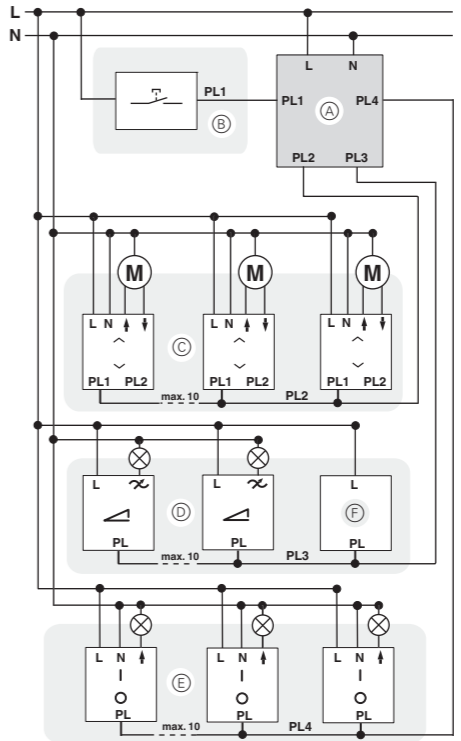 L
N
L N
PL1
PL1 A PL4
B
PL2 PL3
M M M
L N L N L N
C
PL1 PL2 PL1 PL2 PL1 PL2
max. 10 PL2
L L L
D F
PL PL PL
max. 10 PL3
L N L N L N
I I I
E
O O O
PL PL PL
max. 10 PL4